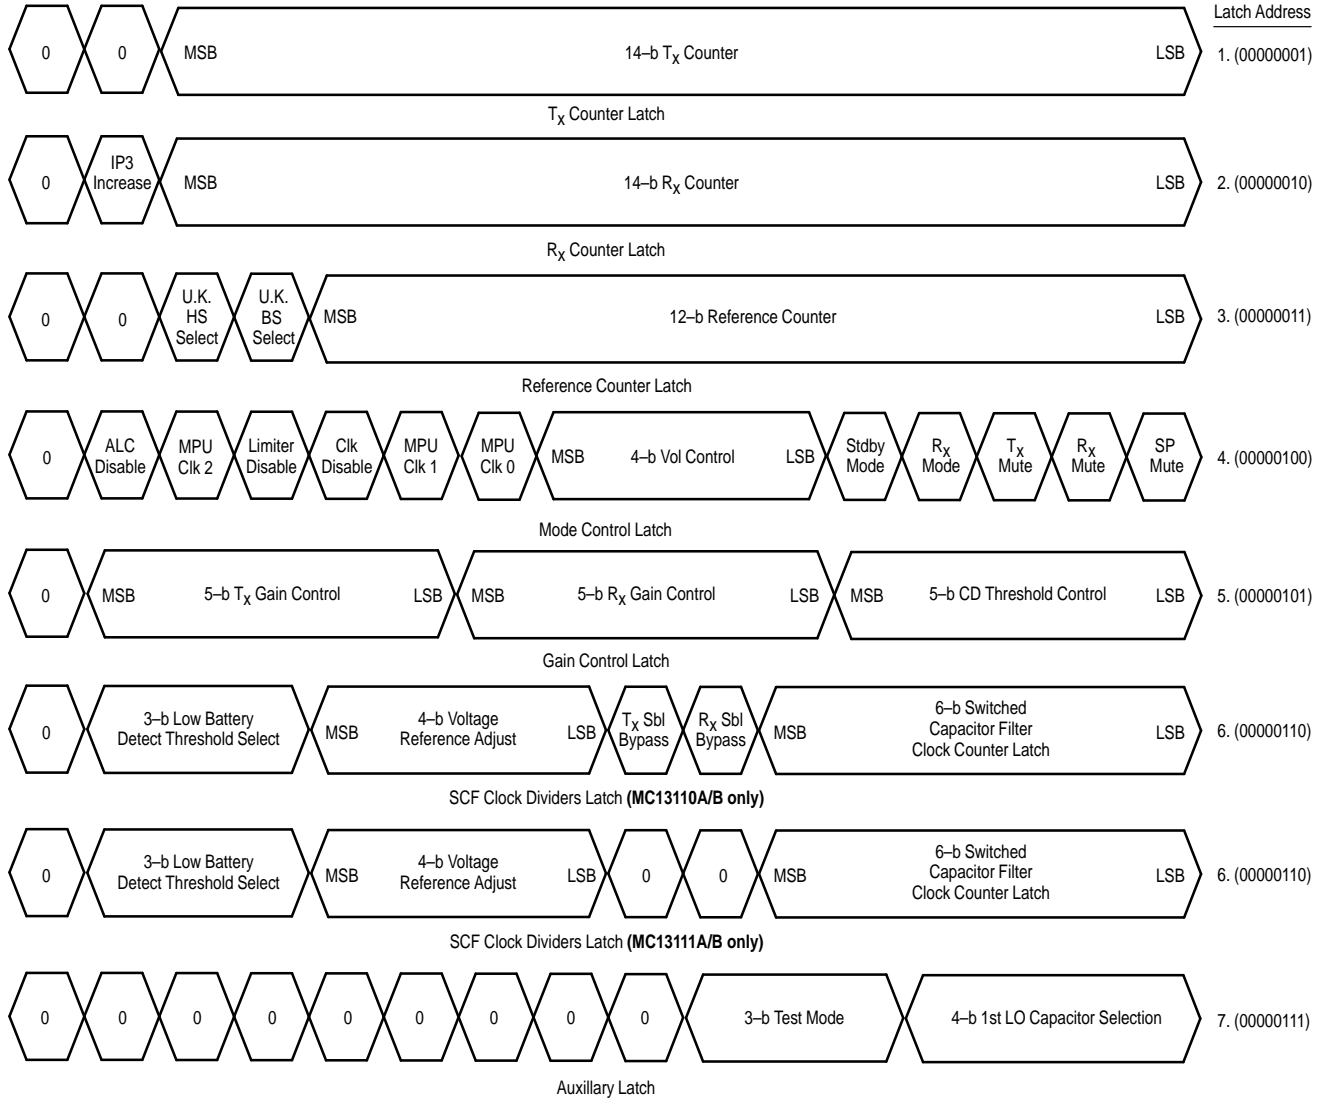 Latch Address
0 0 MSB 14–b Tx Counter LSB 1. (00000001)
Tx Counter Latch
0 IP3 Increase MSB 14–b Rx Counter LSB 2. (00000010)
Rx Counter Latch
0 0 U.K. HS Select U.K. BS Select MSB 12–b Reference Counter LSB 3. (00000011)
Reference Counter Latch
0 ALC Disable MPU Clk 2 Limiter Disable Clk Disable MPU Clk 1 MPU Clk 0 MSB 4–b Vol Control LSB Stdby Mode Rx Mode Tx Mute Rx Mute SP Mute 4. (00000100)
Mode Control Latch
0 MSB 5–b Tx Gain Control LSB MSB 5–b Rx Gain Control LSB MSB 5–b CD Threshold Control LSB 5. (00000101)
Gain Control Latch
0 3–b Low Battery Detect Threshold Select MSB 4–b Voltage Reference Adjust LSB Tx Sbl Bypass Rx Sbl Bypass MSB 6–b Switched Capacitor Filter Clock Counter Latch LSB 6. (00000110)
SCF Clock Dividers Latch (MC13110A/B only)
0 3–b Low Battery Detect Threshold Select MSB 4–b Voltage Reference Adjust LSB 0 0 MSB 6–b Switched Capacitor Filter Clock Counter Latch LSB 6. (00000110)
SCF Clock Dividers Latch (MC13111A/B only)
0 0 0 0 0 0 0 0 0 3–b Test Mode 4–b 1st LO Capacitor Selection 7. (00000111)
Auxillary Latch